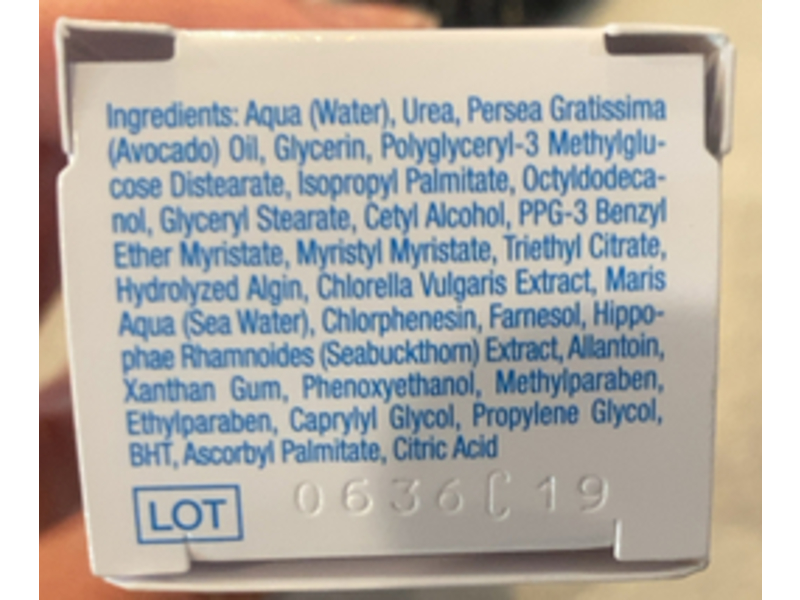 Ingredients: Aqua (Water), Urea, Persea Gratissima
(Avocado) Oil, Glycerin, Polyglyceryl-3 Methylglu-
cose Distearate, Isopropyl Palmitate, Octyldodeca-
nol, Glyceryl Stearate, Cetyl Alcohol, PPG-3 Benzyl
Ether Myristate, Myristyl Myristate, Triethyl Citrate,
Hydrolyzed Algin, Chlorella Vulgaris Extract, Maris
Aqua (Sea Water), Chlorphenesin, Farnesol, Hippo-
phae Rhamnoides (Seabuckthorn) Extract, Allantoin,
Xanthan Gum, Phenoxyethanol, Methylparaben,
Ethylparaben, Caprylyl Glycol, Propylene Glycol,
BHT, Ascorbyl Palmitate, Citric Acid
LOT 0636C19